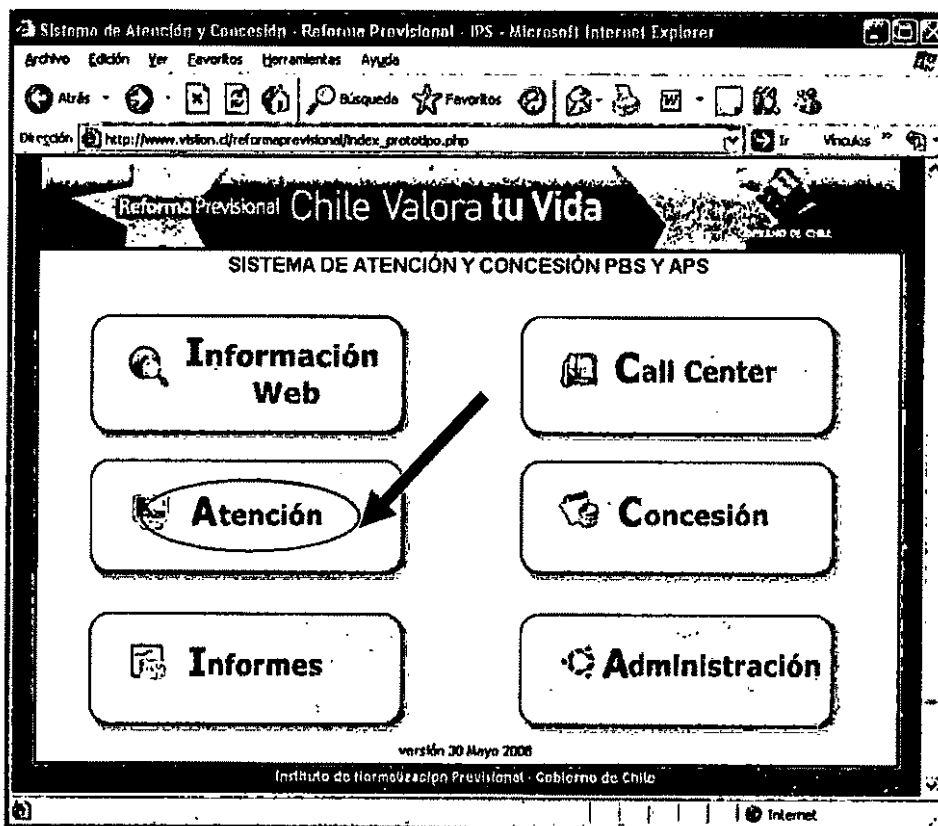 Sistema de Atención y Concesión - Reforma Previsional - IPS - Microsoft Internet Explorer
Archivo Edición Ver Favoritos Herramientas Ayuda
Atrás Búsqueda Favoritos
Dirección http://www.vision.cl/reformaprevisional/index_prototipo.php Ir Vínculos »
Reforma Previsional Chile Valora tu Vida
GOBIERNO DE CHILE
SISTEMA DE ATENCIÓN Y CONCESIÓN PBS Y APS
Información
Web
Call Center
Atención
Concesión
Informes
Administración
versión 30 Mayo 2008
Instituto de Normalización Previsional - Gobierno de Chile
Internet